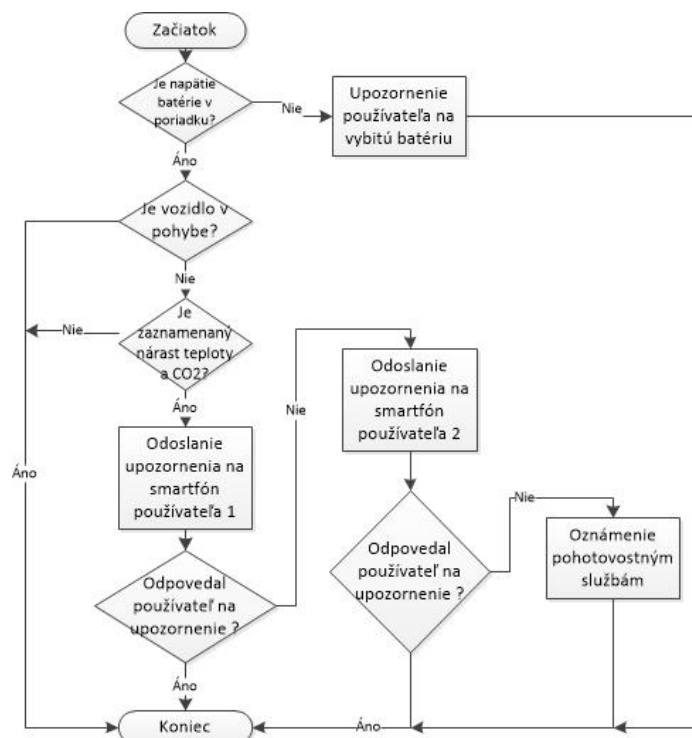 Začiatok
Je napätie
batérie v
poriadku?
Nie
Upozornenie
používateľa na
vybitú batériu
Áno
Je vozidlo v
pohybe?
Nie
Je
zaznamenaný
nárast teploty
a CO2?
Nie
Áno
Áno
Odoslanie
upozornenia na
smartfón
používateľa 1
Odpovedal
používateľ na
upozornenie ?
Nie
Áno
Odoslanie
upozornenia na
smartfón
používateľa 2
Odpovedal
používateľ na
upozornenie ?
Nie
Oznámenie
pohotovostným
službám
Áno
Koniec